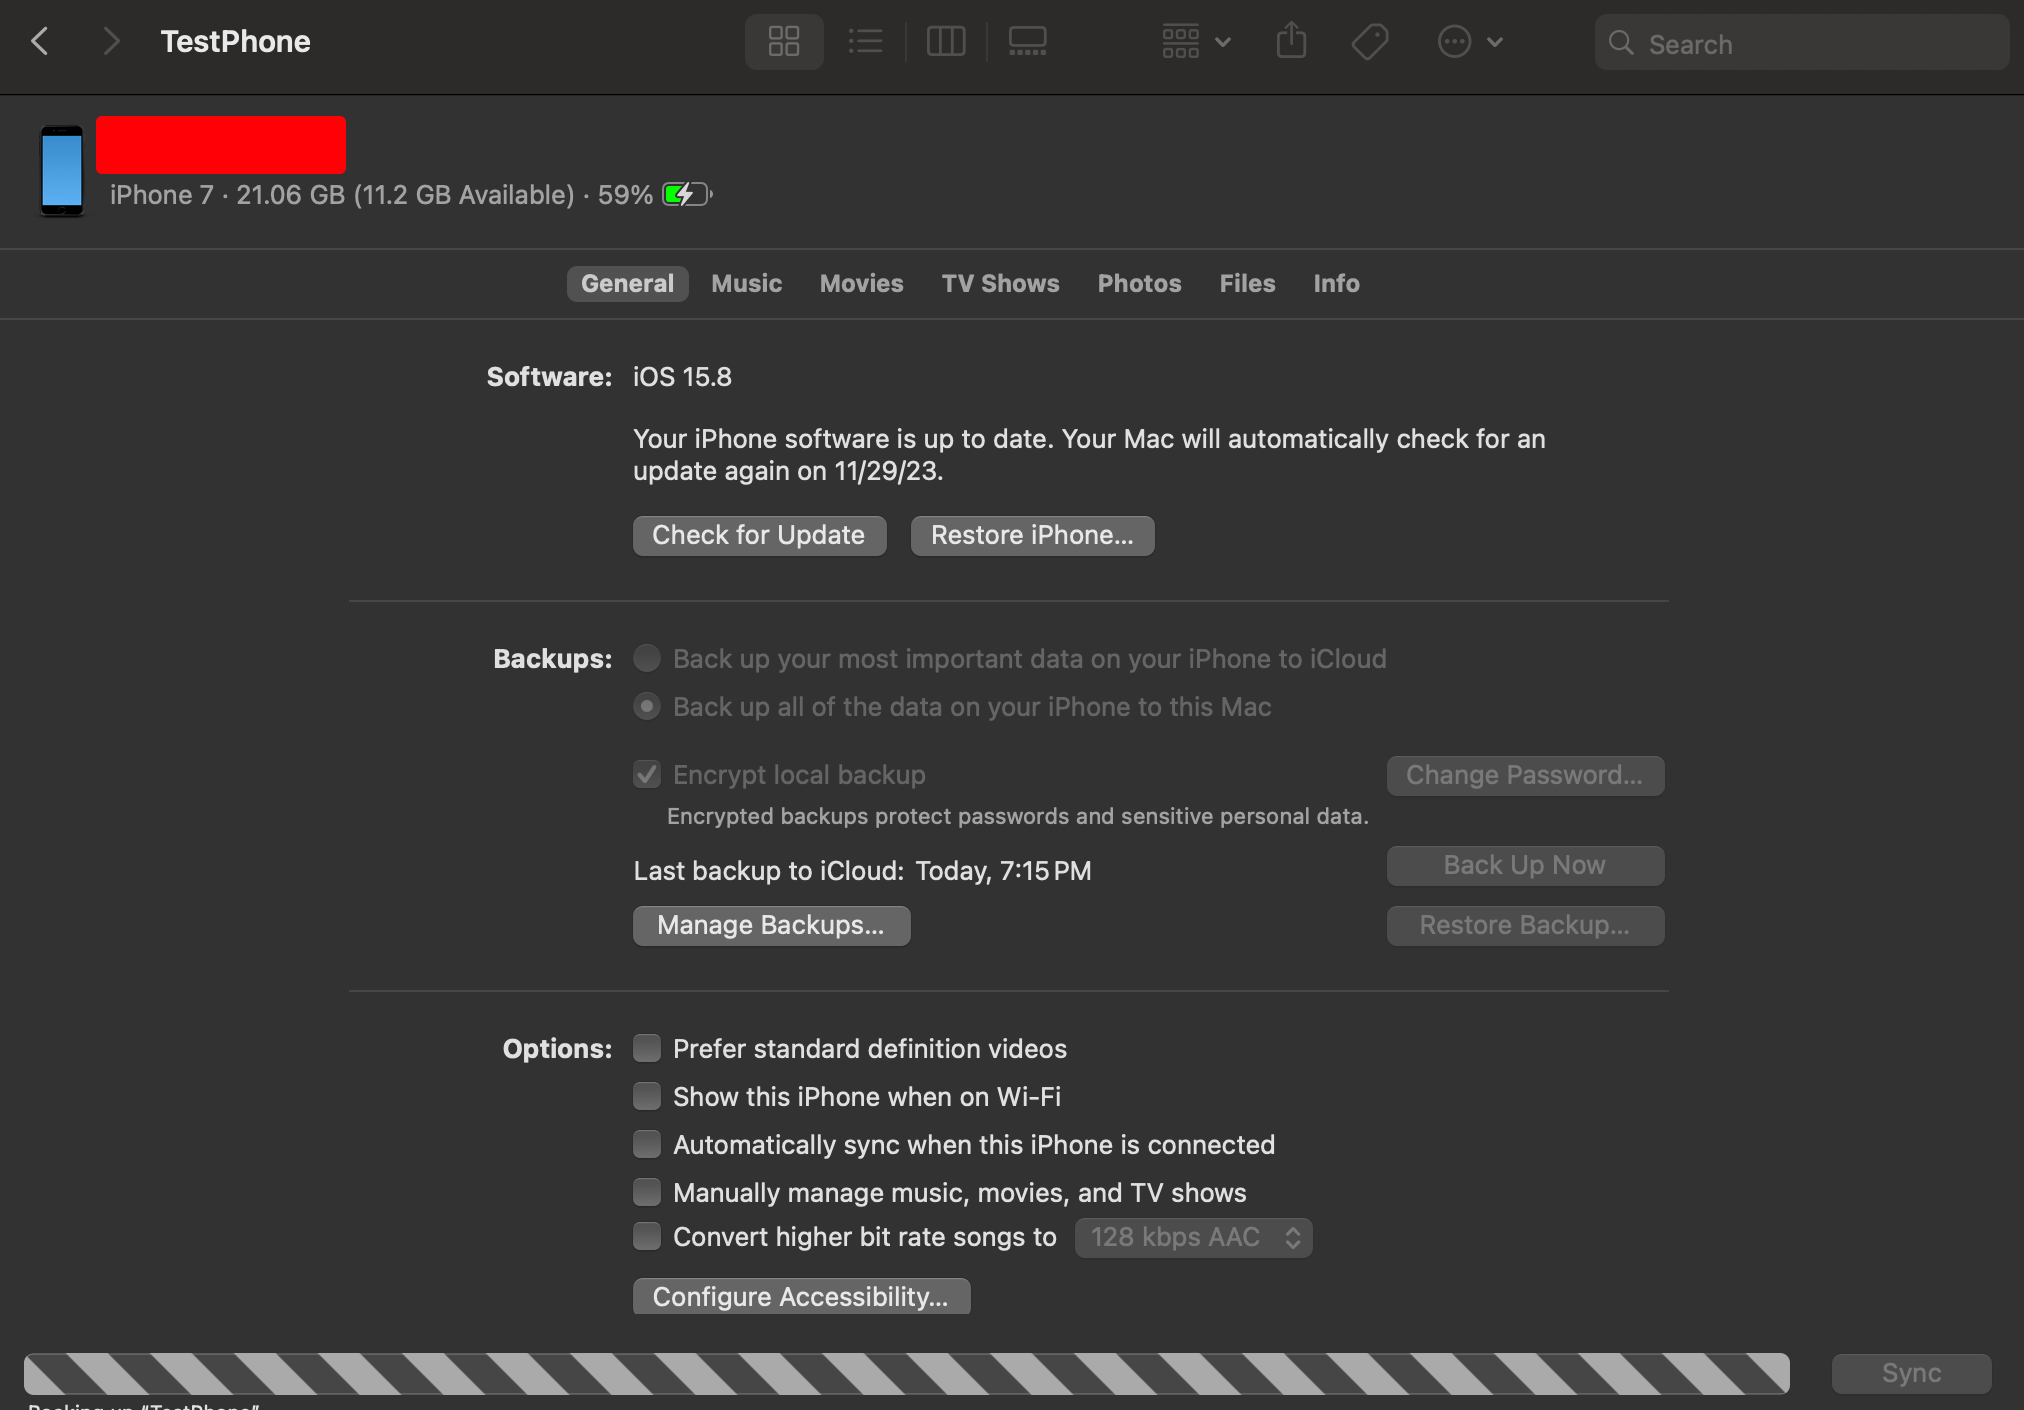 TestPhone
Search
iPhone 7 · 21.06 GB (11.2 GB Available) · 59%
General Music Movies TV Shows Photos Files Info
Software: iOS 15.8
Your iPhone software is up to date. Your Mac will automatically check for an
update again on 11/29/23.
Check for Update Restore iPhone...
Backups: Back up your most important data on your iPhone to iCloud
Back up all of the data on your iPhone to this Mac
Encrypt local backup Change Password...
Encrypted backups protect passwords and sensitive personal data.
Last backup to iCloud: Today, 7:15 PM Back Up Now
Manage Backups... Restore Backup...
Options: Prefer standard definition videos
Show this iPhone when on Wi-Fi
Automatically sync when this iPhone is connected
Manually manage music, movies, and TV shows
Convert higher bit rate songs to 128 kbps AAC
Configure Accessibility...
Sync
Backing up “TestPhone”